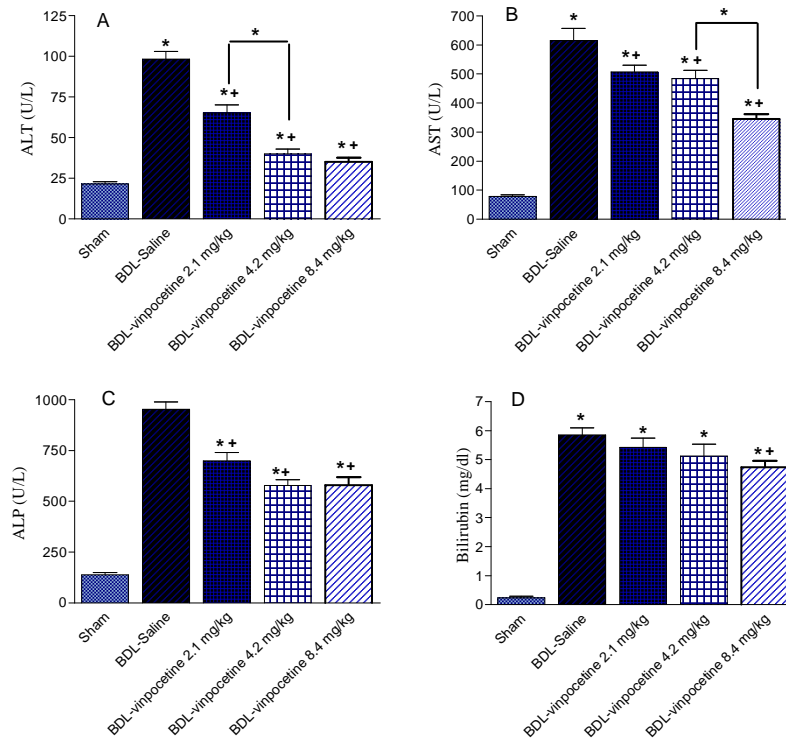 A
ALT (U/L)
125
100
75
50
25
0
*
*+
*
*+
*+
Sham
BDL-Saline
BDL-vinpocetine 2.1 mg/kg
BDL-vinpocetine 4.2 mg/kg
BDL-vinpocetine 8.4 mg/kg
B
AST (U/L)
700
600
500
400
300
200
100
0
*
*+
*
*+
*+
Sham
BDL-Saline
BDL-vinpocetine 2.1 mg/kg
BDL-vinpocetine 4.2 mg/kg
BDL-vinpocetine 8.4 mg/kg
C
ALP (U/L)
1000
750
500
250
0
*+
*+
*+
Sham
BDL-Saline
BDL-vinpocetine 2.1 mg/kg
BDL-vinpocetine 4.2 mg/kg
BDL-vinpocetine 8.4 mg/kg
D
Bilirubin (mg/dl)
7
6
5
4
3
2
1
0
*
*
*
*+
Sham
BDL-Saline
BDL-vinpocetine 2.1 mg/kg
BDL-vinpocetine 4.2 mg/kg
BDL-vinpocetine 8.4 mg/kg